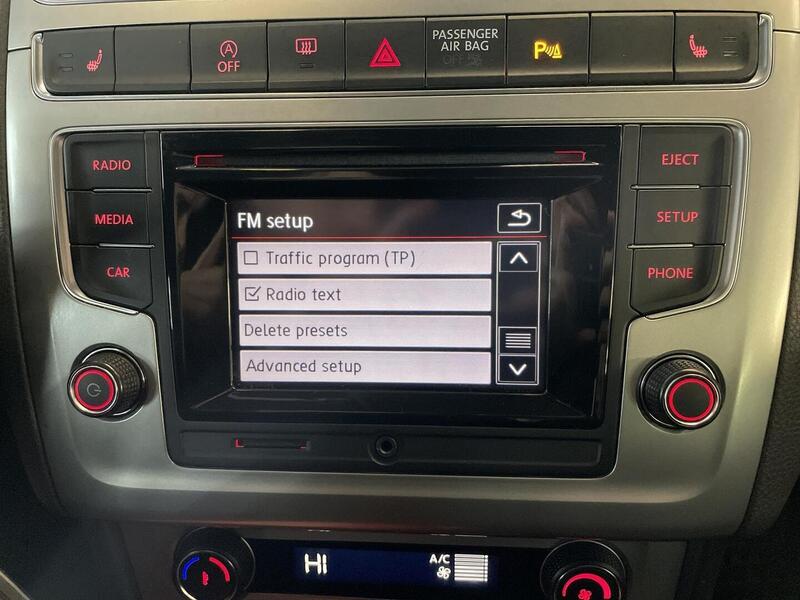 OFF
PASSENGER
AIR BAG
OFF
P
RADIO
MEDIA
CAR
EJECT
SETUP
PHONE
FM setup
Traffic program (TP)
Radio text
Delete presets
Advanced setup
HI
A/C